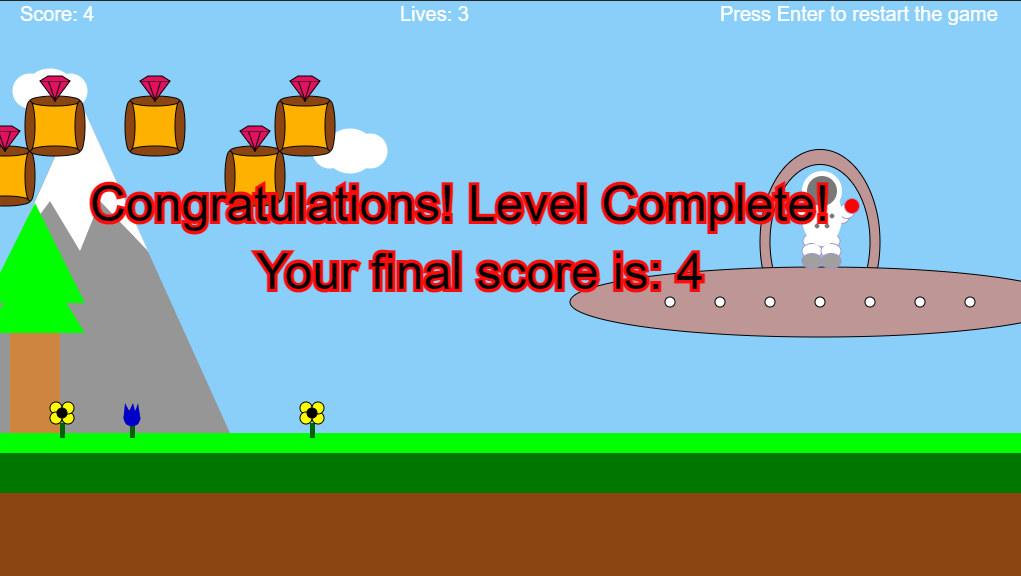 Score: 4
Lives: 3
Press Enter to restart the game
Congratulations! Level Complete!
Your final score is: 4